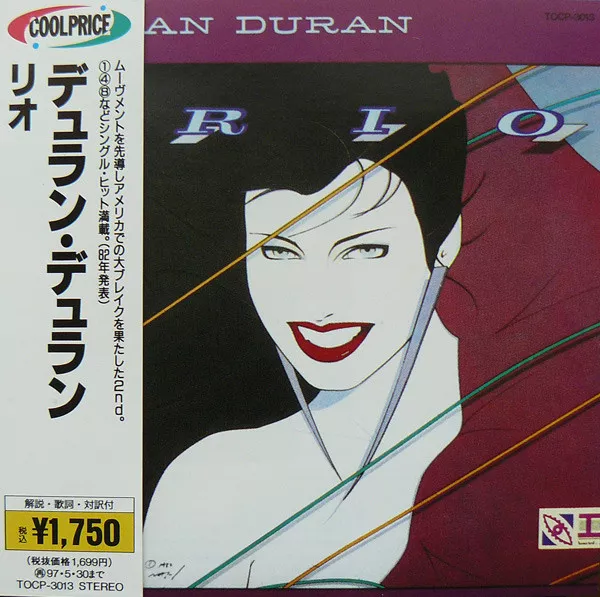 COOLPRICE
デュラン・デュラン
リオ
ムーヴメントを先導しアメリカでの大ブレイクを果たした2nd。
①④⑧などシングル・ヒット満載。(82年発表)
解説・歌詞・対訳付
税込 ¥1,750
(税抜価格1,699円)
㊢97・5・30まで
TOCP-3013 STEREO
AN DURAN
TOCP-3013
RIO